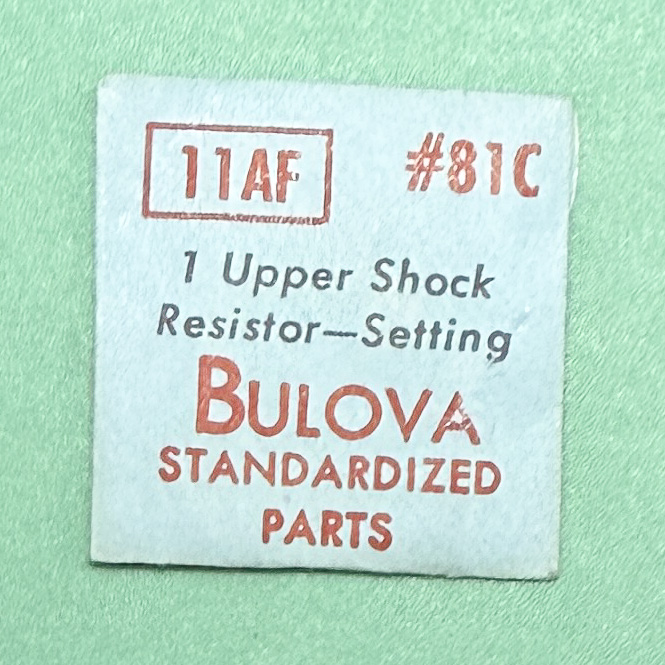 11AF #81C
1 Upper Shock
Resistor—Setting
BULOVA
STANDARDIZED
PARTS